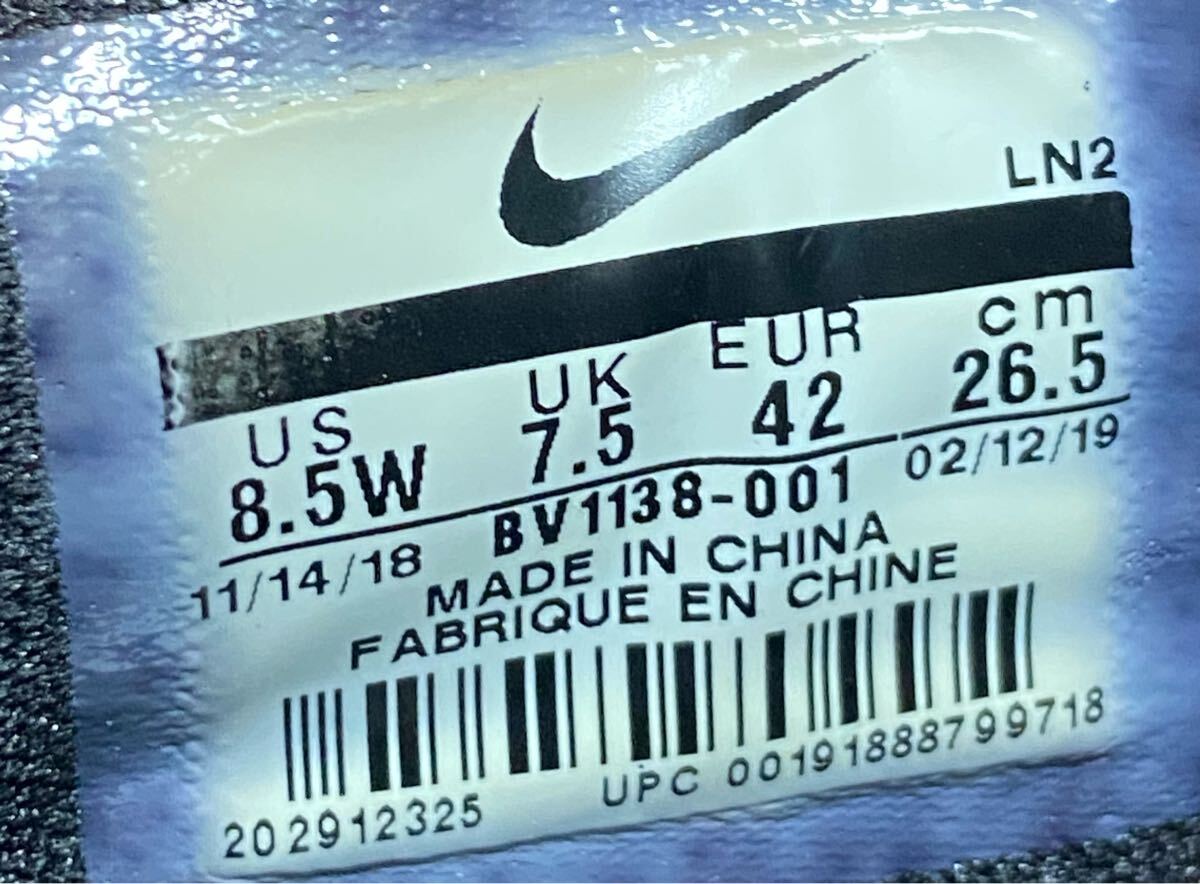 LN2
US UK EUR cm
8.5W 7.5 42 26.5
11/14/18 BV1138-001 02/12/19
MADE IN CHINA
FABRIQUE EN CHINE
202912325 UPC 00191888799718